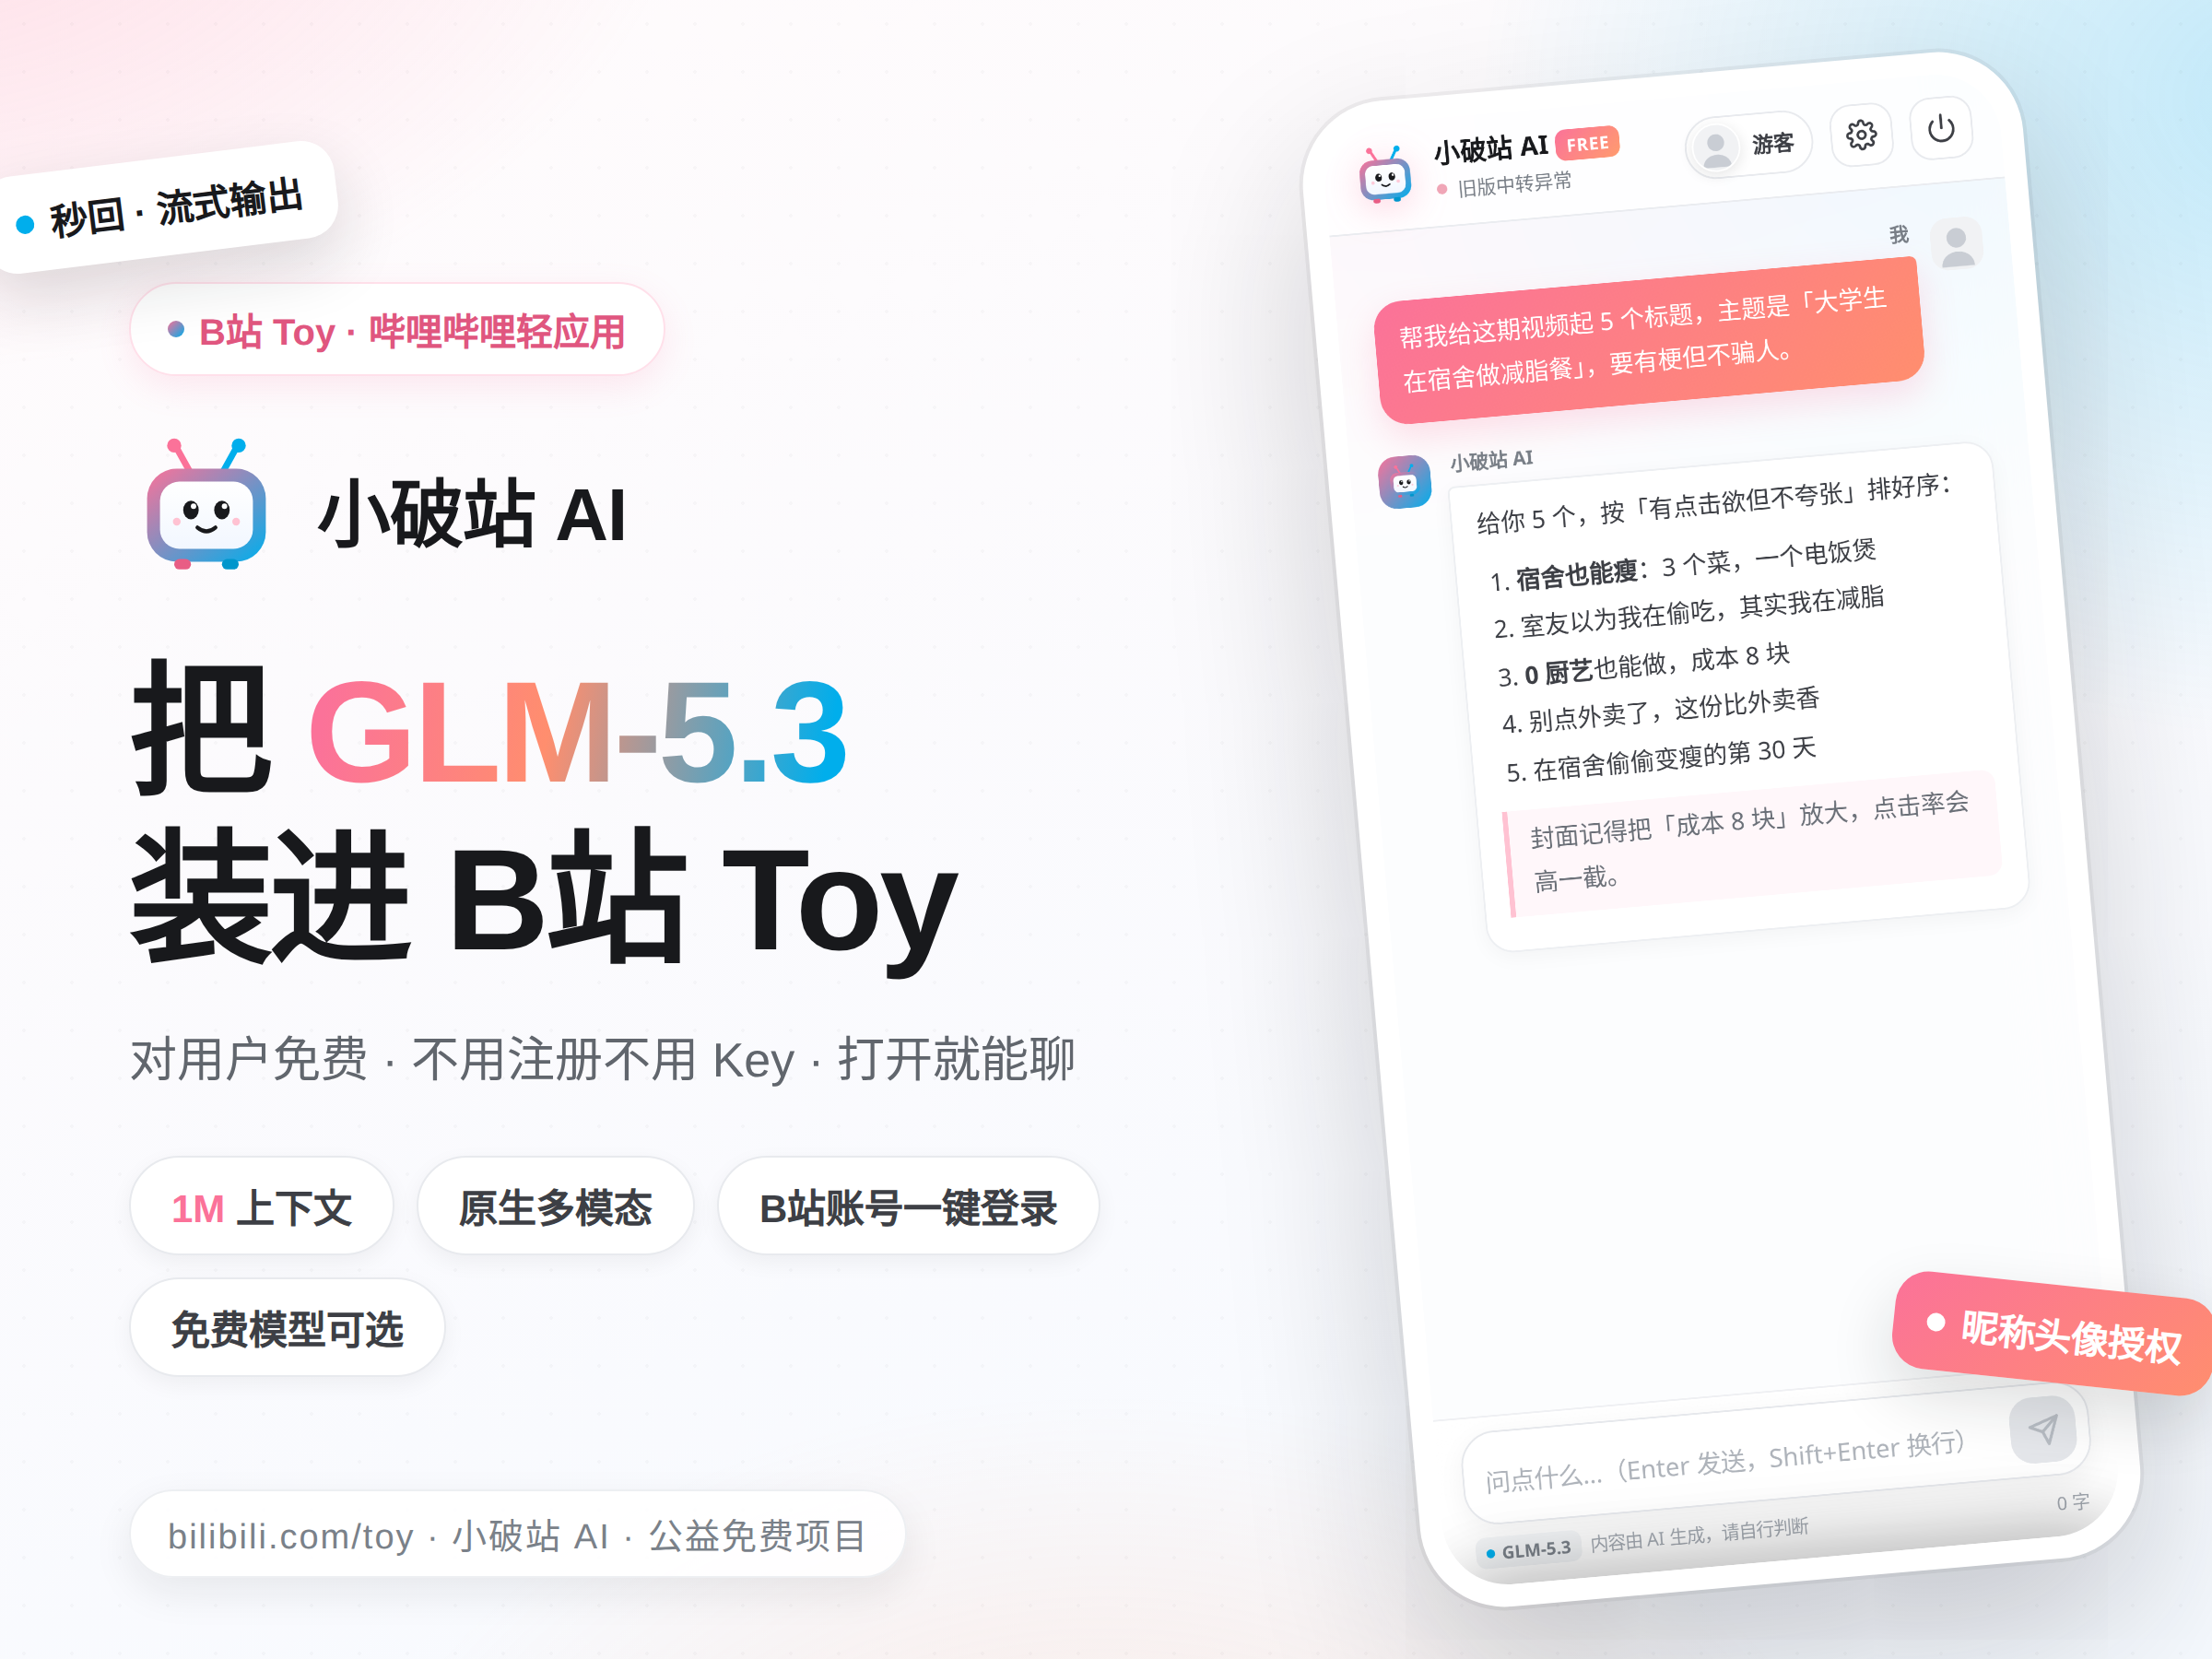 秒回 · 流式输出
B站 Toy · 哔哩哔哩轻应用
小破站 AI
把 GLM-5.3
装进 B站 Toy
对用户免费 · 不用注册不用 Key · 打开就能聊
1M 上下文
原生多模态
B站账号一键登录
免费模型可选
bilibili.com/toy · 小破站 AI · 公益免费项目
小破站 AI FREE
旧版中转异常
游客
我
帮我给这期视频起 5 个标题，主题是「大学生
在宿舍做减脂餐」，要有梗但不骗人。
小破站 AI
给你 5 个，按「有点击欲但不夸张」排好序：
1. 宿舍也能瘦：3 个菜，一个电饭煲
2. 室友以为我在偷吃，其实我在减脂
3. 0 厨艺也能做，成本 8 块
4. 别点外卖了，这份比外卖香
5. 在宿舍偷偷变瘦的第 30 天
封面记得把「成本 8 块」放大，点击率会
高一截。
昵称头像授权
问点什么...（Enter 发送，Shift+Enter 换行）
GLM-5.3 内容由 AI 生成，请自行判断
0 字